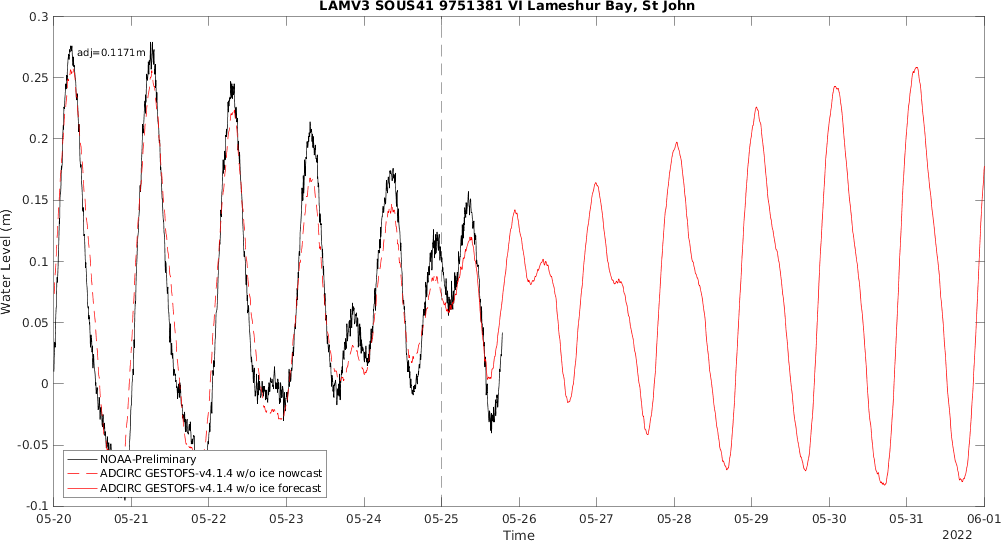 LAMV3 SOUS41 9751381 VI Lameshur Bay, St John
0.3
0.25
0.2
0.15
0.1
0.05
0
-0.05
-0.1
Water Level (m)
adj=0.1171m
NOAA-Preliminary
ADCIRC GESTOFS-v4.1.4 w/o ice nowcast
ADCIRC GESTOFS-v4.1.4 w/o ice forecast
05-20 05-21 05-22 05-23 05-24 05-25 05-26 05-27 05-28 05-29 05-30 05-31 06-01
2022
Time